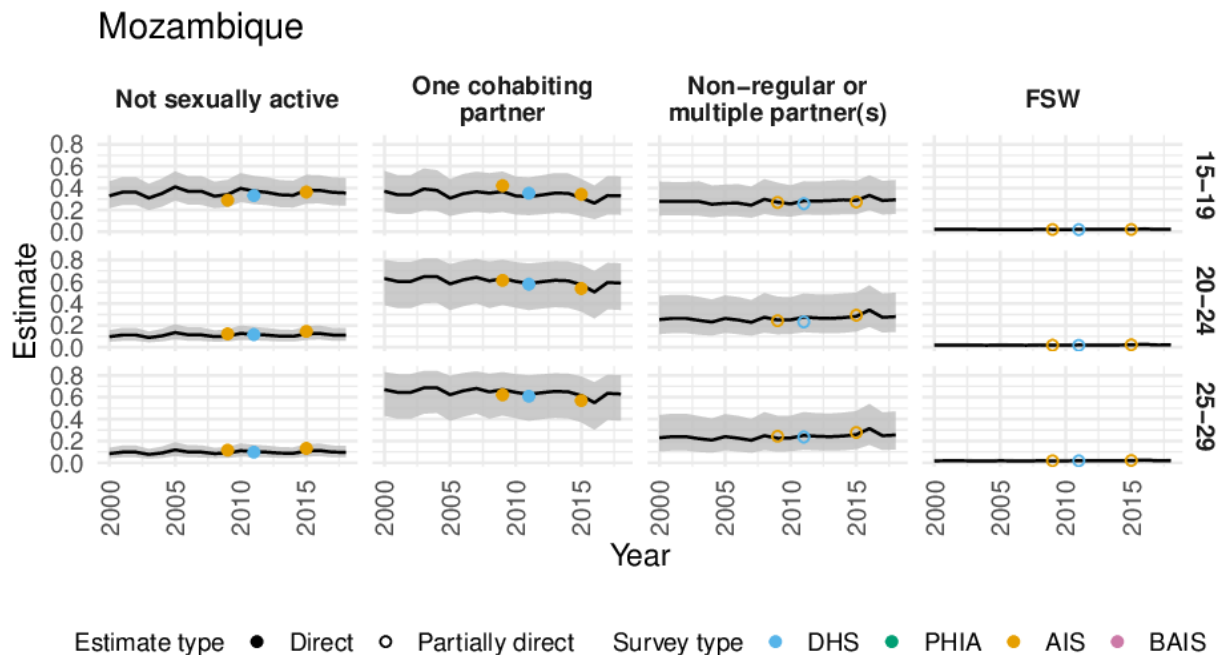 Mozambique
Not sexually active
One cohabiting
partner
Non−regular or
multiple partner(s)
FSW
0.8
0.6
0.4
0.2
0.0
15−19
0.8
0.6
0.4
0.2
0.0
20−24
0.8
0.6
0.4
0.2
0.0
25−29
Estimate
2000 2005 2010 2015 2000 2005 2010 2015 2000 2005 2010 2015 2000 2005 2010 2015
Year
Estimate type Direct Partially direct Survey type DHS PHIA AIS BAIS